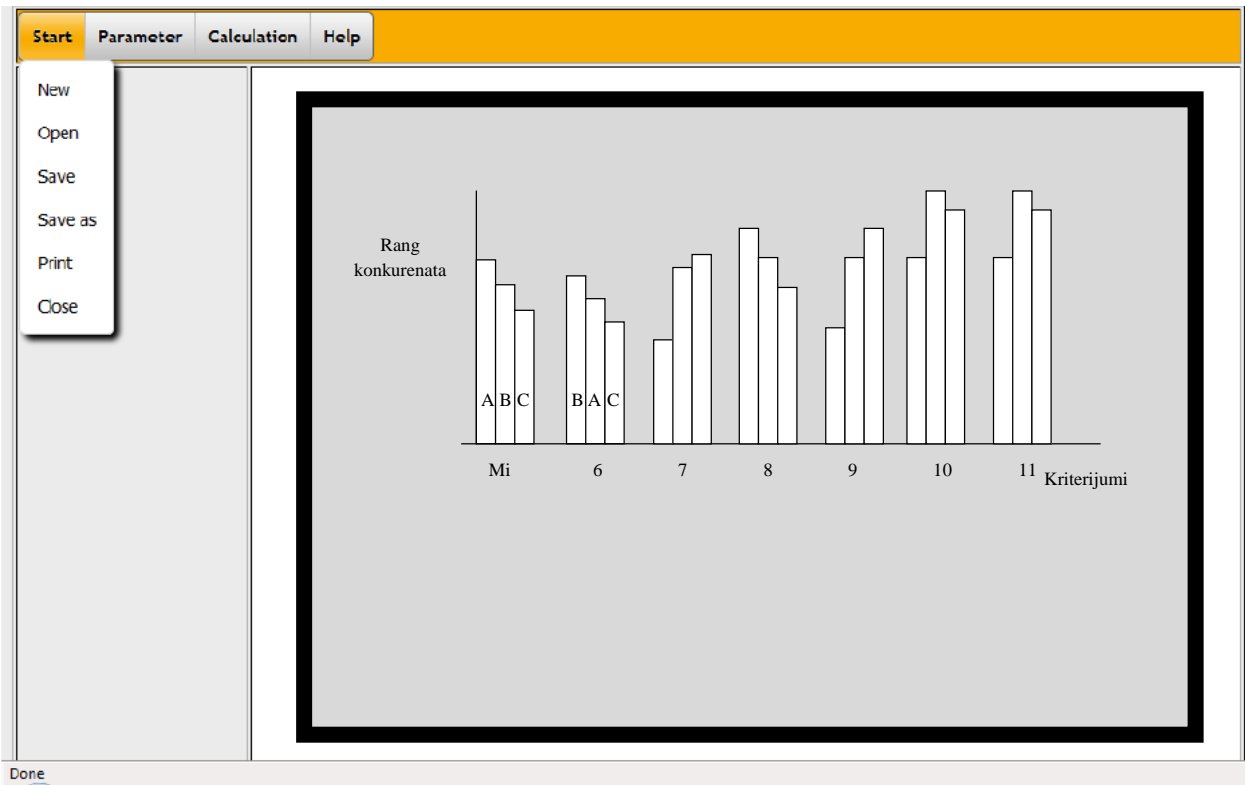 Start Parameter Calculation Help
New
Open
Save
Save as
Print
Close
Rang
konkurenata
A B C B A C
Mi 6 7 8 9 10 11 Kriterijumi
Done